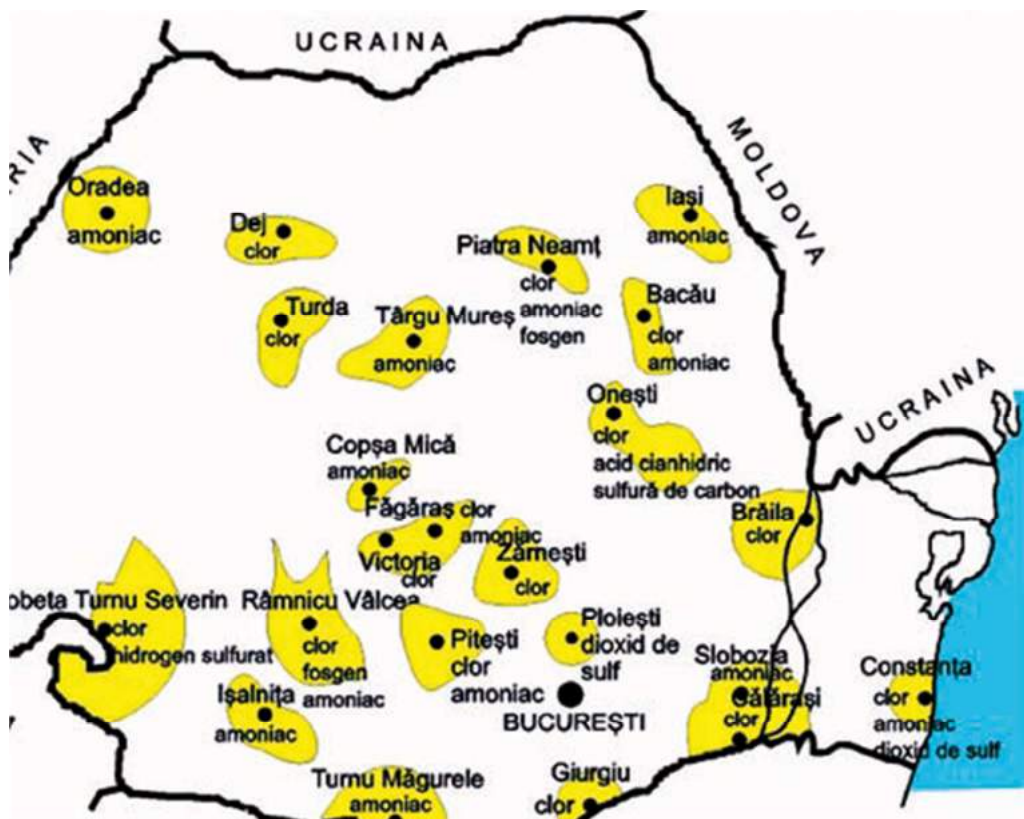 UCRAINA
RIA
MOLDOVA
Oradea
amoniac
Dej
clor
Iași
amoniac
Piatra Neamț
clor
amoniac
fosgen
Turda
clor
Târgu Mureș
amoniac
Bacău
clor
amoniac
UCRAINA
Onești
clor
acid cianhidric
sulfură de carbon
Copșa Mică
amoniac
Făgăraș clor
amoniac
Victoria
clor
Zărnești
clor
Brăila
clor
obeta Turnu Severin
clor
hidrogen sulfurat
Râmnicu Vâlcea
clor
fosgen
amoniac
Pitești
clor
amoniac
Ploiești
dioxid de
sulf
BUCUREȘTI
Slobozia
amoniac
Călărași
clor
Constanța
clor
amoniac
dioxid de sulf
Ișalnița
amoniac
Turnu Măgurele
amoniac
Giurgiu
clor